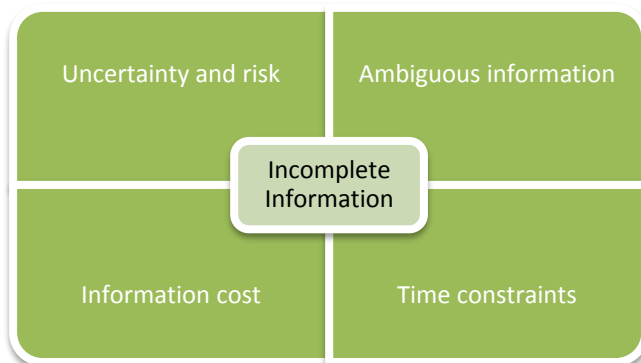 Uncertainty and risk
Ambiguous information
Incomplete
Information
Information cost
Time constraints